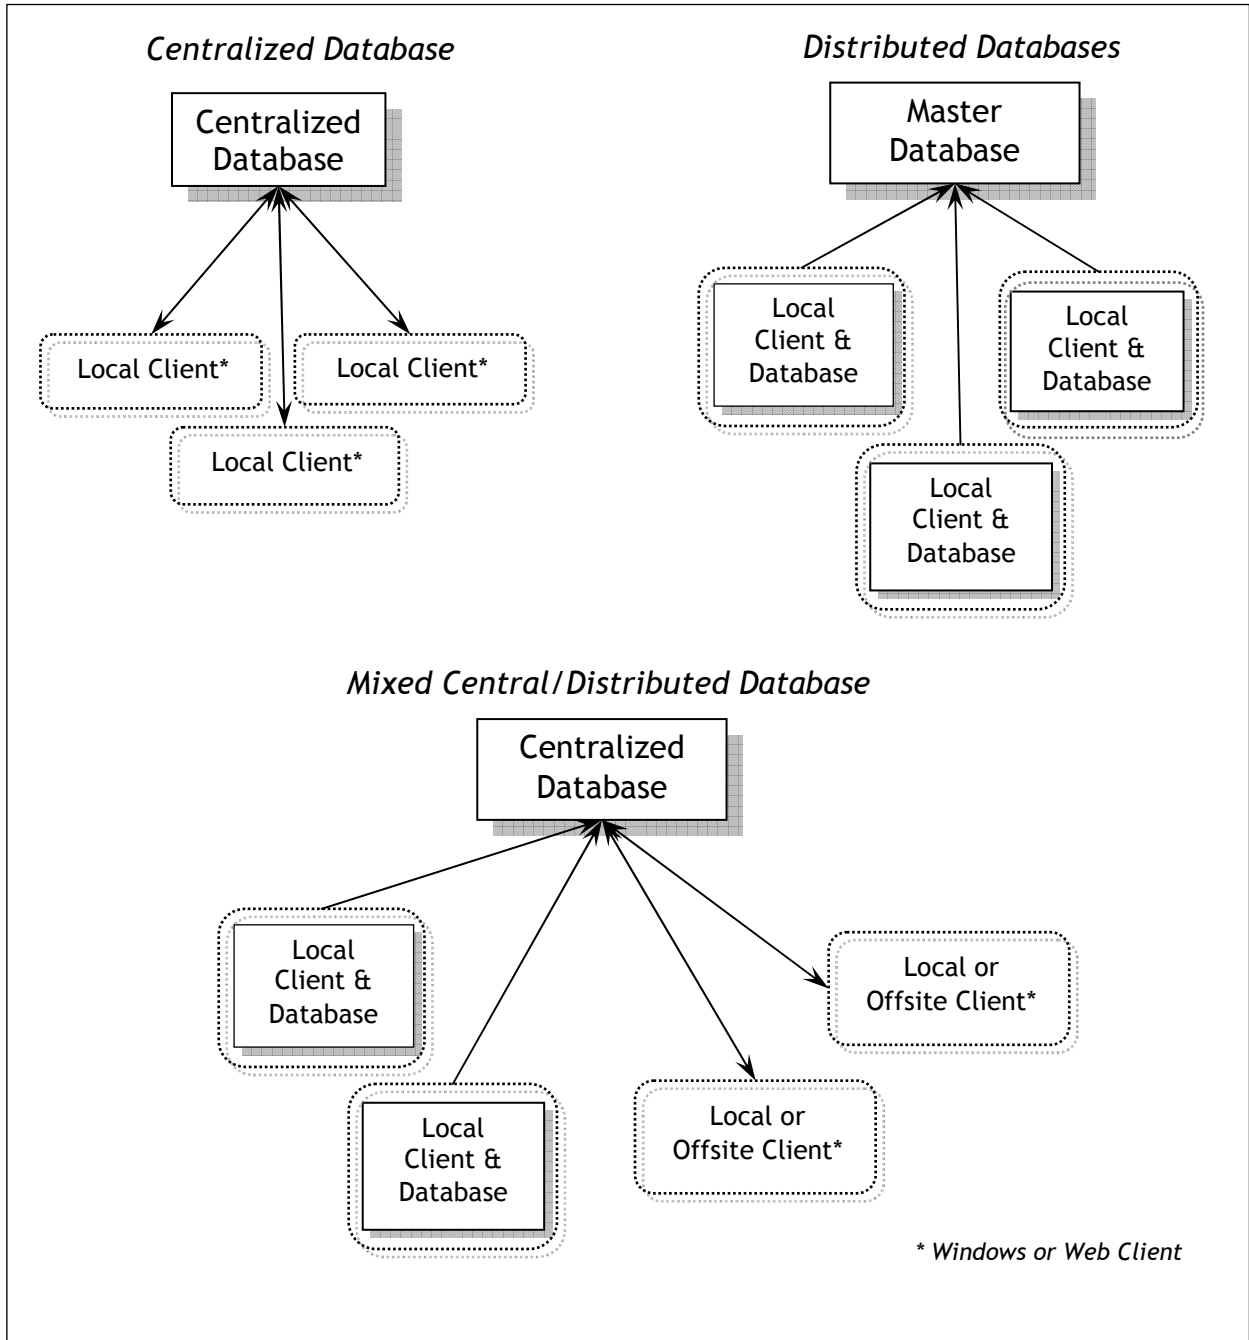 Centralized Database
Centralized
Database
Local Client*
Local Client*
Local Client*
Distributed Databases
Master
Database
Local
Client &
Database
Local
Client &
Database
Local
Client &
Database
Mixed Central/Distributed Database
Centralized
Database
Local
Client &
Database
Local
Client &
Database
Local or
Offsite Client*
Local or
Offsite Client*
* Windows or Web Client